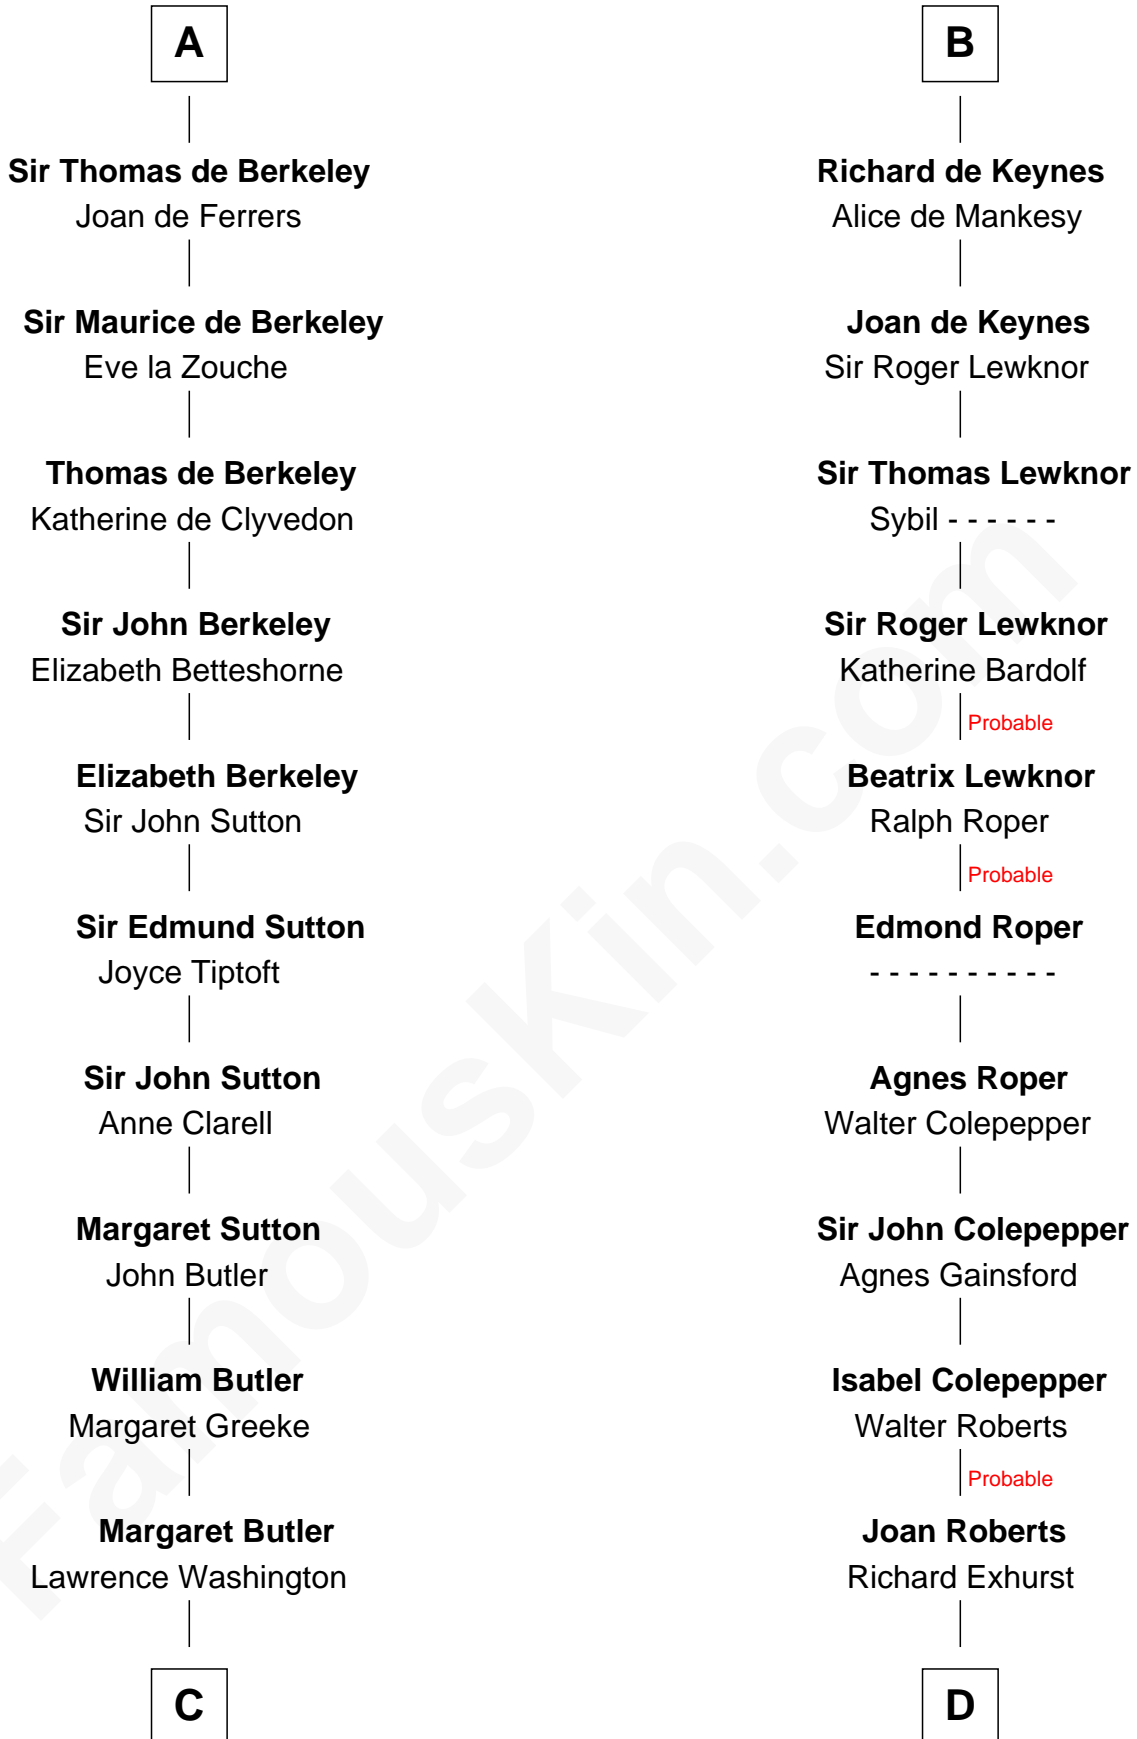 A
Sir Thomas de Berkeley
Joan de Ferrers
Sir Maurice de Berkeley
Eve la Zouche
Thomas de Berkeley
Katherine de Clyvedon
Sir John Berkeley
Elizabeth Betteshorne
Elizabeth Berkeley
Sir John Sutton
Sir Edmund Sutton
Joyce Tiptoft
Sir John Sutton
Anne Clarell
Margaret Sutton
John Butler
William Butler
Margaret Greeke
Margaret Butler
Lawrence Washington
C
B
Richard de Keynes
Alice de Mankesy
Joan de Keynes
Sir Roger Lewknor
Sir Thomas Lewknor
Sybil - - - - - -
Sir Roger Lewknor
Katherine Bardolf
Probable
Beatrix Lewknor
Ralph Roper
Probable
Edmond Roper
- - - - - - - - - -
Agnes Roper
Walter Colepepper
Sir John Colepepper
Agnes Gainsford
Isabel Colepepper
Walter Roberts
Probable
Joan Roberts
Richard Exhurst
D
FamousKin.com